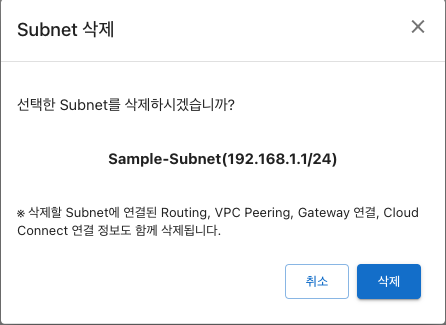 Subnet 삭제
선택한 Subnet를 삭제하시겠습니까?
Sample-Subnet(192.168.1.1/24)
※ 삭제할 Subnet에 연결된 Routing, VPC Peering, Gateway 연결, Cloud
Connect 연결 정보도 함께 삭제됩니다.
취소 삭제